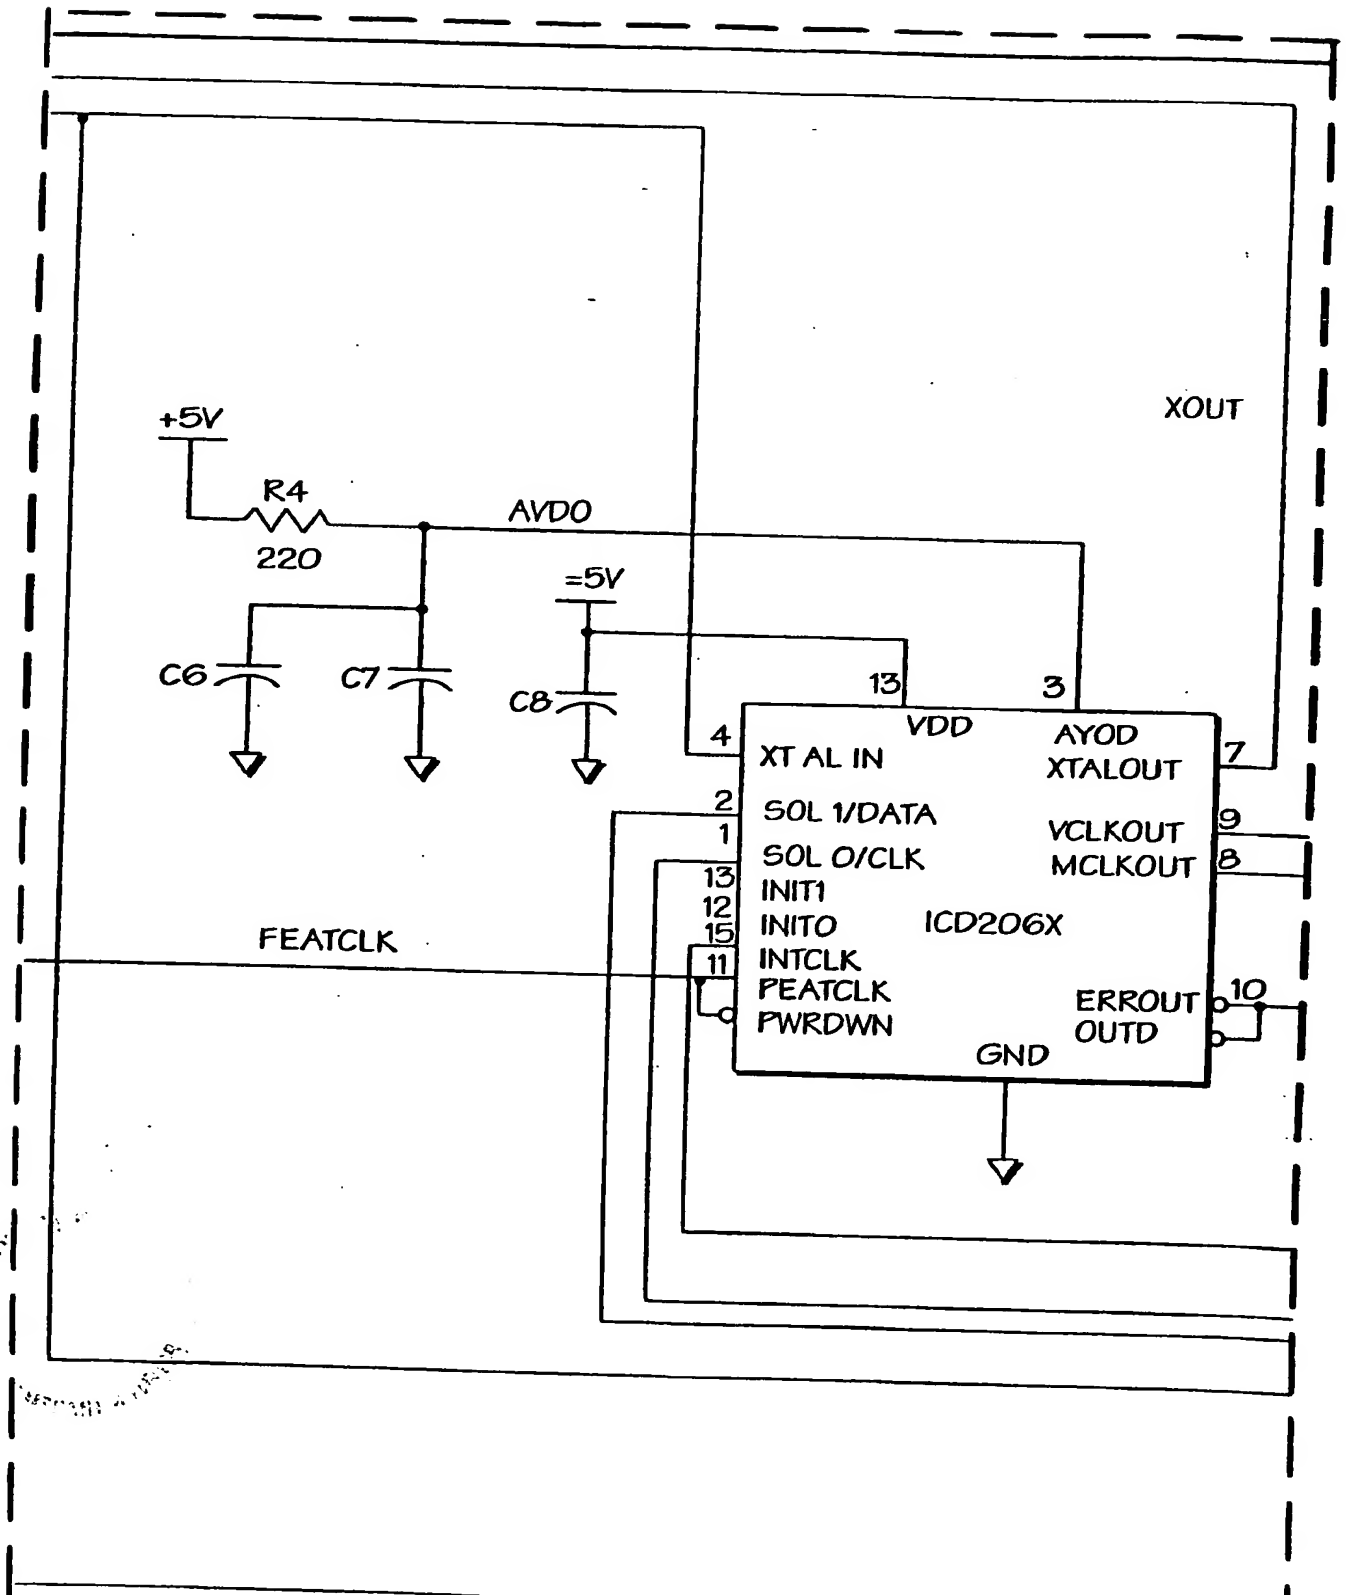 XOUT
+5V
R4
220
AVDO
=5V
C6
C7
C8
13
3
4
VDD
AYOD
7
XT AL IN
XTALOUT
2
SOL 1/DATA
9
1
VCLKOUT
SOL O/CLK
MCLKOUT
8
13
INIT1
12
INITO
ICD206X
15
INTCLK
FEATCLK
11
PEATCLK
ERROUT
10
PWRDWN
OUTD
GND